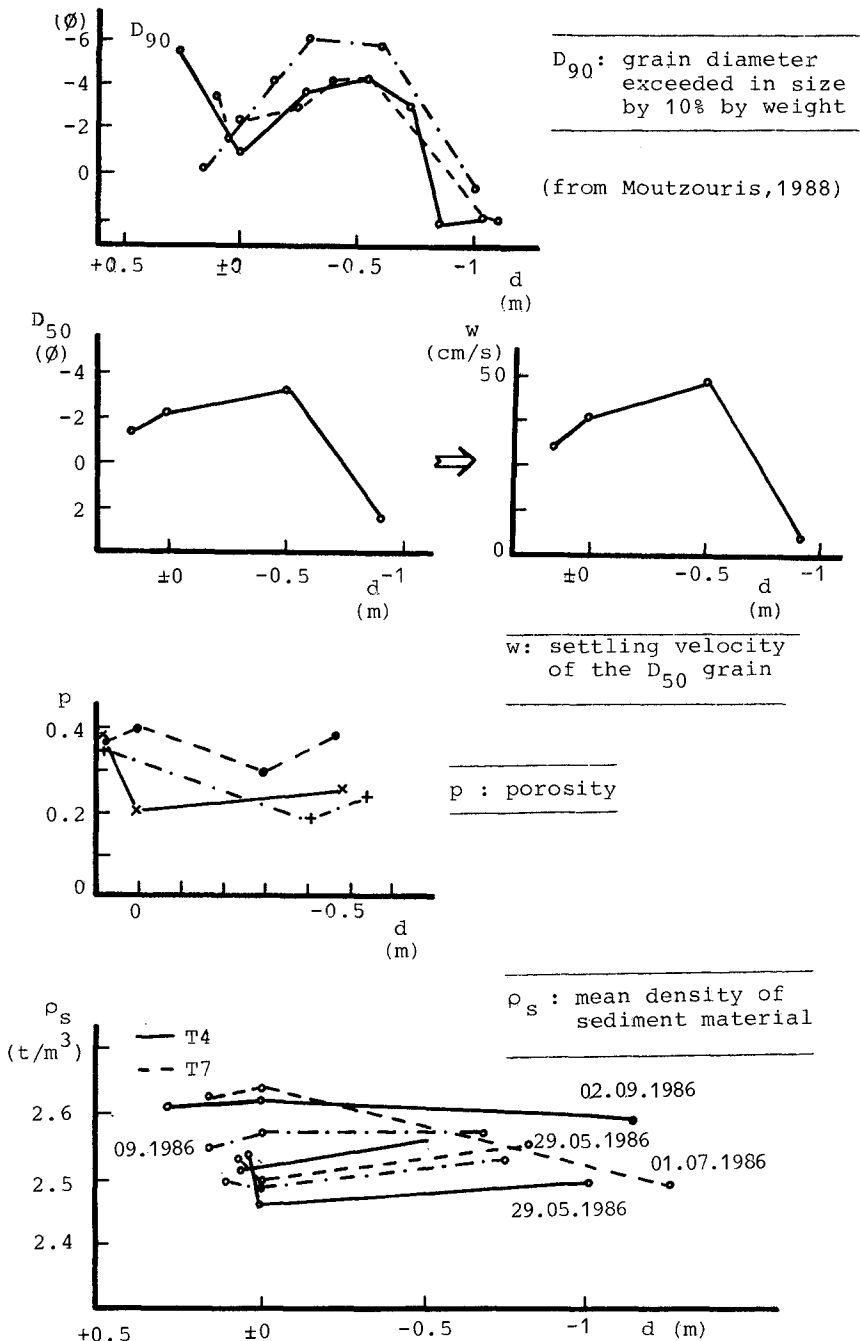 (Ø)
D90
-6
-4
-2
0
+0.5 ±0 -0.5 -1
d
(m)
D90: grain diameter
exceeded in size
by 10% by weight
(from Moutzouris,1988)
D50
(Ø)
-4
-2
0
2
±0 -0.5 -1
d
(m)
w
(cm/s)
50
0
±0 -0.5 -1
d
(m)
w: settling velocity
of the D50 grain
p
0.4
0.2
0
0 -0.5
d
(m)
p : porosity
ρs : mean density of
sediment material
ρs
(t/m3)
T4
T7
2.6
2.5
2.4
02.09.1986
09.1986
29.05.1986
01.07.1986
29.05.1986
+0.5 ±0 -0.5 -1 d (m)